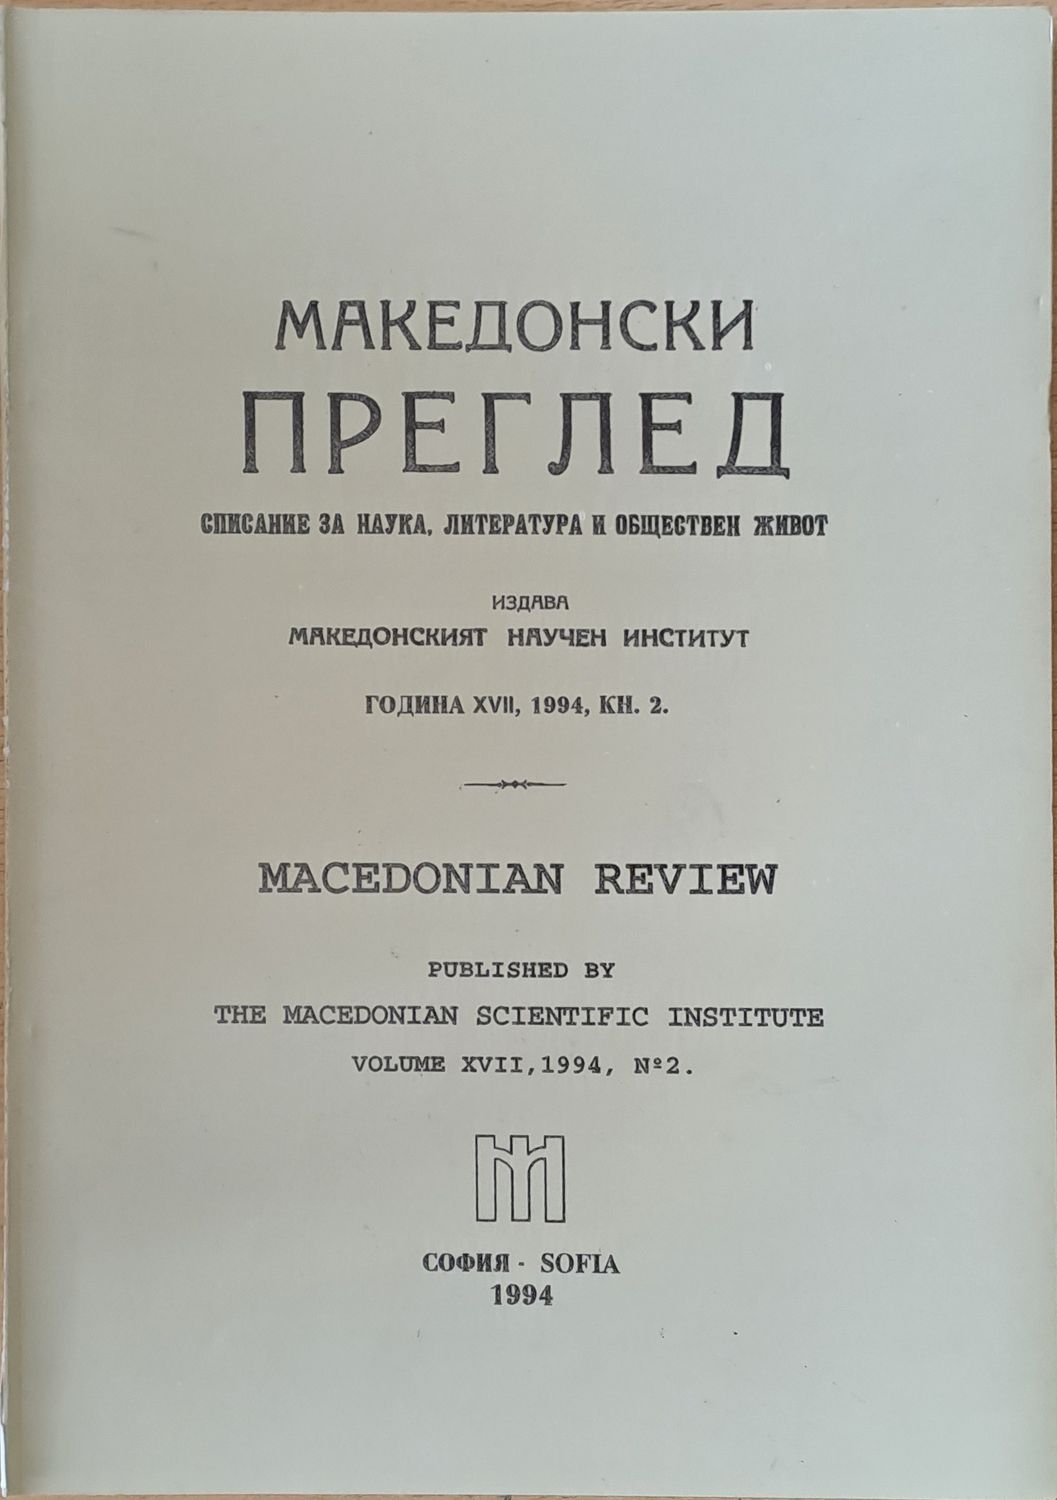 МАКЕДОНСКИ
ПРЕГЛЕД
СПИСАНИЕ ЗА НАУКА, ЛИТЕРАТУРА И ОБЩЕСТВЕН ЖИВОТ
ИЗДАВА
МАКЕДОНСКИЯТ НАУЧЕН ИНСТИТУТ
ГОДИНА XVII, 1994, КН. 2.
MACEDONIAN REVIEW
PUBLISHED BY
THE MACEDONIAN SCIENTIFIC INSTITUTE
VOLUME XVII,1994, Nº2.
СОФИЯ - SOFIA
1994